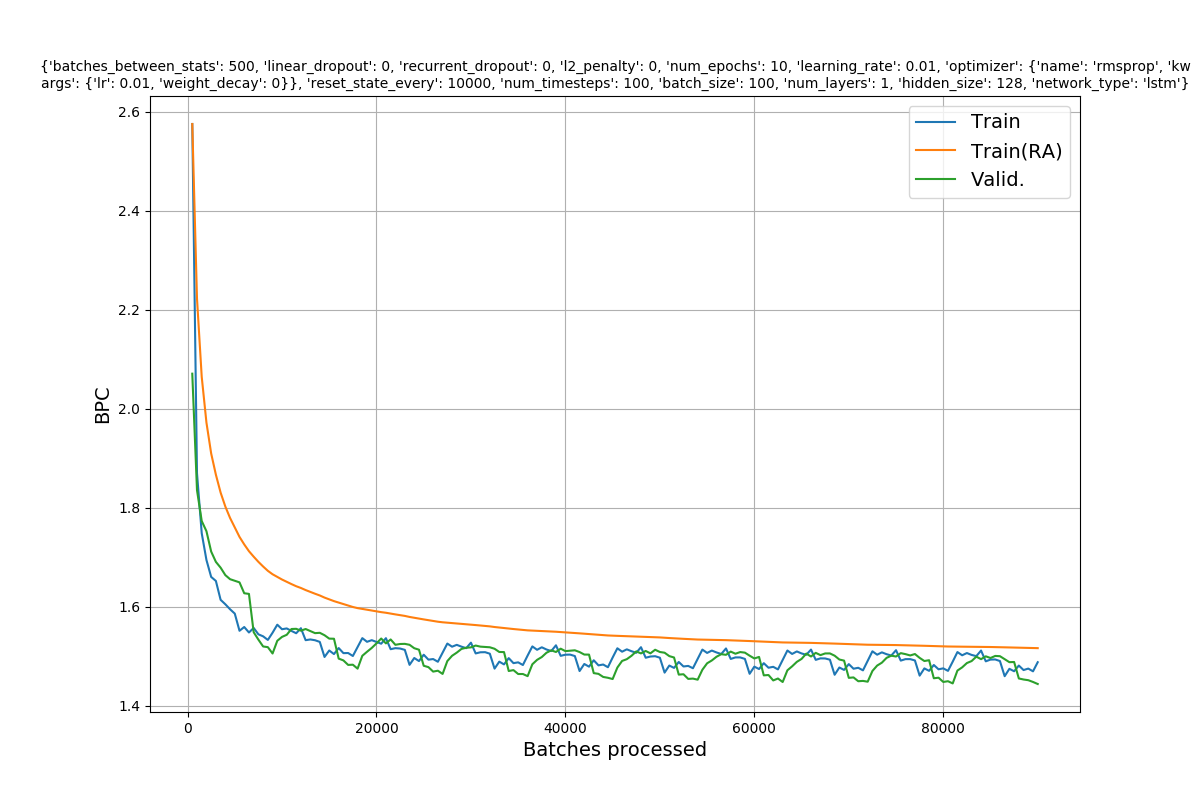 {'batches_between_stats': 500, 'linear_dropout': 0, 'recurrent_dropout': 0, 'l2_penalty': 0, 'num_epochs': 10, 'learning_rate': 0.01, 'optimizer': {'name': 'rmsprop', 'kw
args': {'lr': 0.01, 'weight_decay': 0}}, 'reset_state_every': 10000, 'num_timesteps': 100, 'batch_size': 100, 'num_layers': 1, 'hidden_size': 128, 'network_type': 'lstm'}
Train
Train(RA)
Valid.
2.6
2.4
2.2
2.0
1.8
1.6
1.4
BPC
0
20000
40000
60000
80000
Batches processed